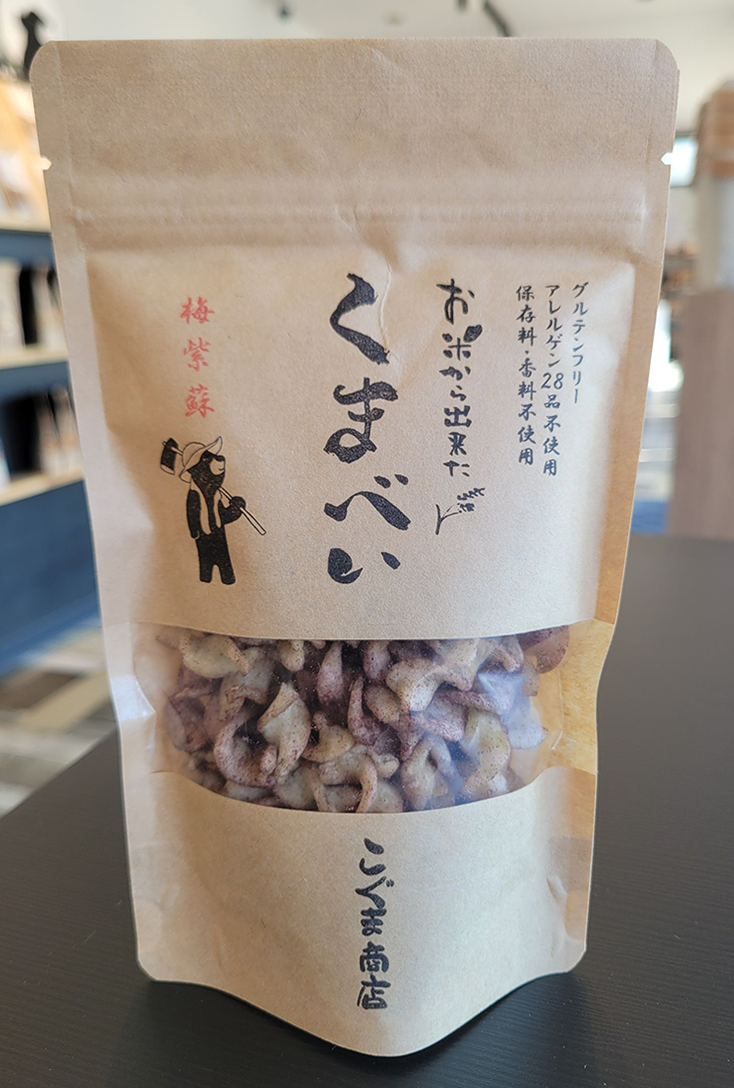 グルテンフリー
アレルゲン28品不使用
保存料・香料不使用
お米から出来た
くまべい
梅紫蘇
こぐま商店